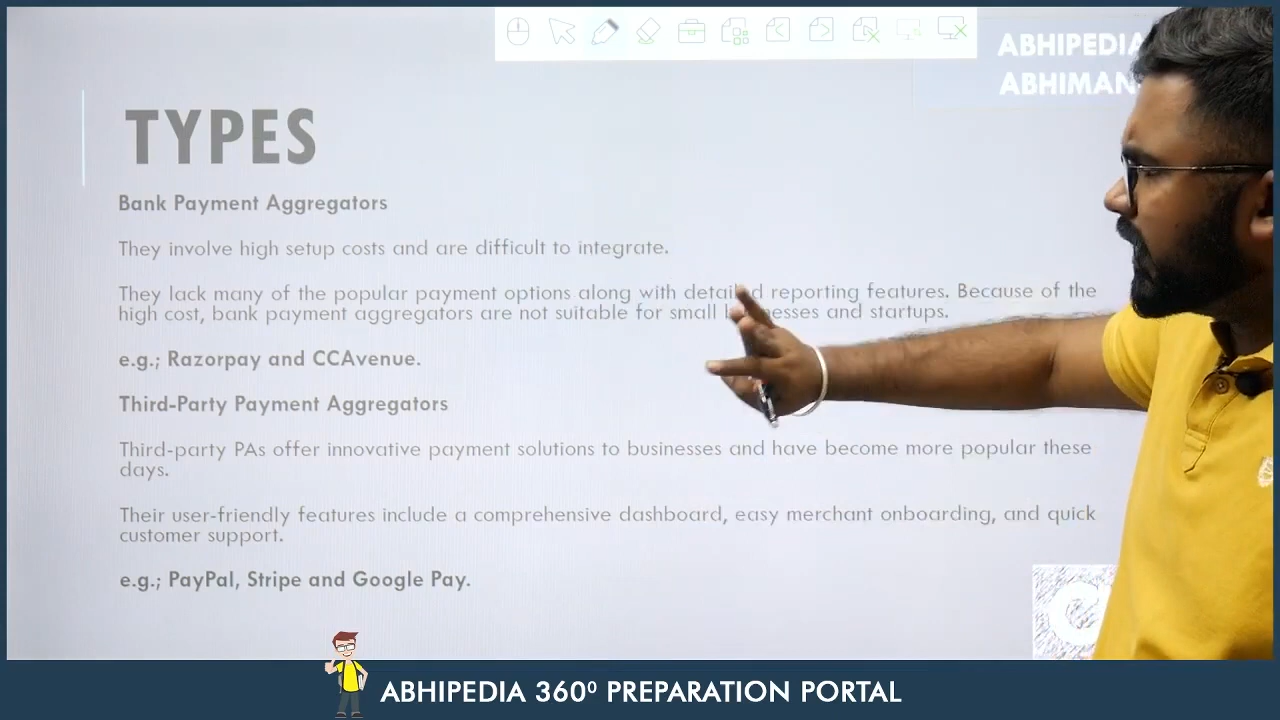 ABHIPEDIA
ABHIMAN
TYPES
Bank Payment Aggregators
They involve high setup costs and are difficult to integrate.
They lack many of the popular payment options along with detailed reporting features. Because of the
high cost, bank payment aggregators are not suitable for small businesses and startups.
e.g.; Razorpay and CCAvenue.
Third-Party Payment Aggregators
Third-party PAs offer innovative payment solutions to businesses and have become more popular these
days.
Their user-friendly features include a comprehensive dashboard, easy merchant onboarding, and quick
customer support.
e.g.; PayPal, Stripe and Google Pay.
ABHIPEDIA 360⁰ PREPARATION PORTAL